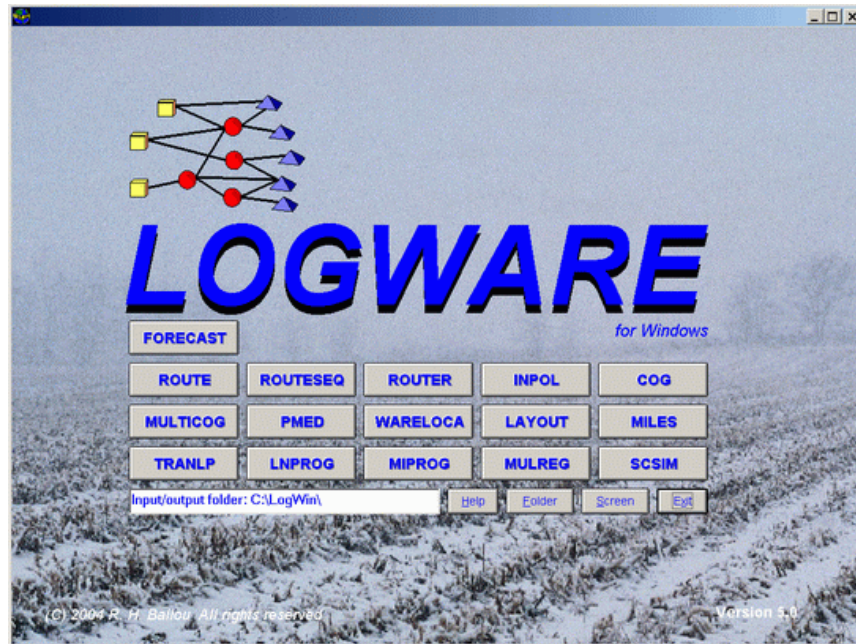 LOGWARE
for Windows
FORECAST
ROUTE ROUTESEQ ROUTER INPOL COG
MULTICOG PMED WARELOCA LAYOUT MILES
TRANLP LNPROG MIPROG MULREG SCSIM
Input/output folder: C:\LogWin\ Help Folder Screen Exit
(C) 2004 R. H. Ballou All rights reserved Version 5.0